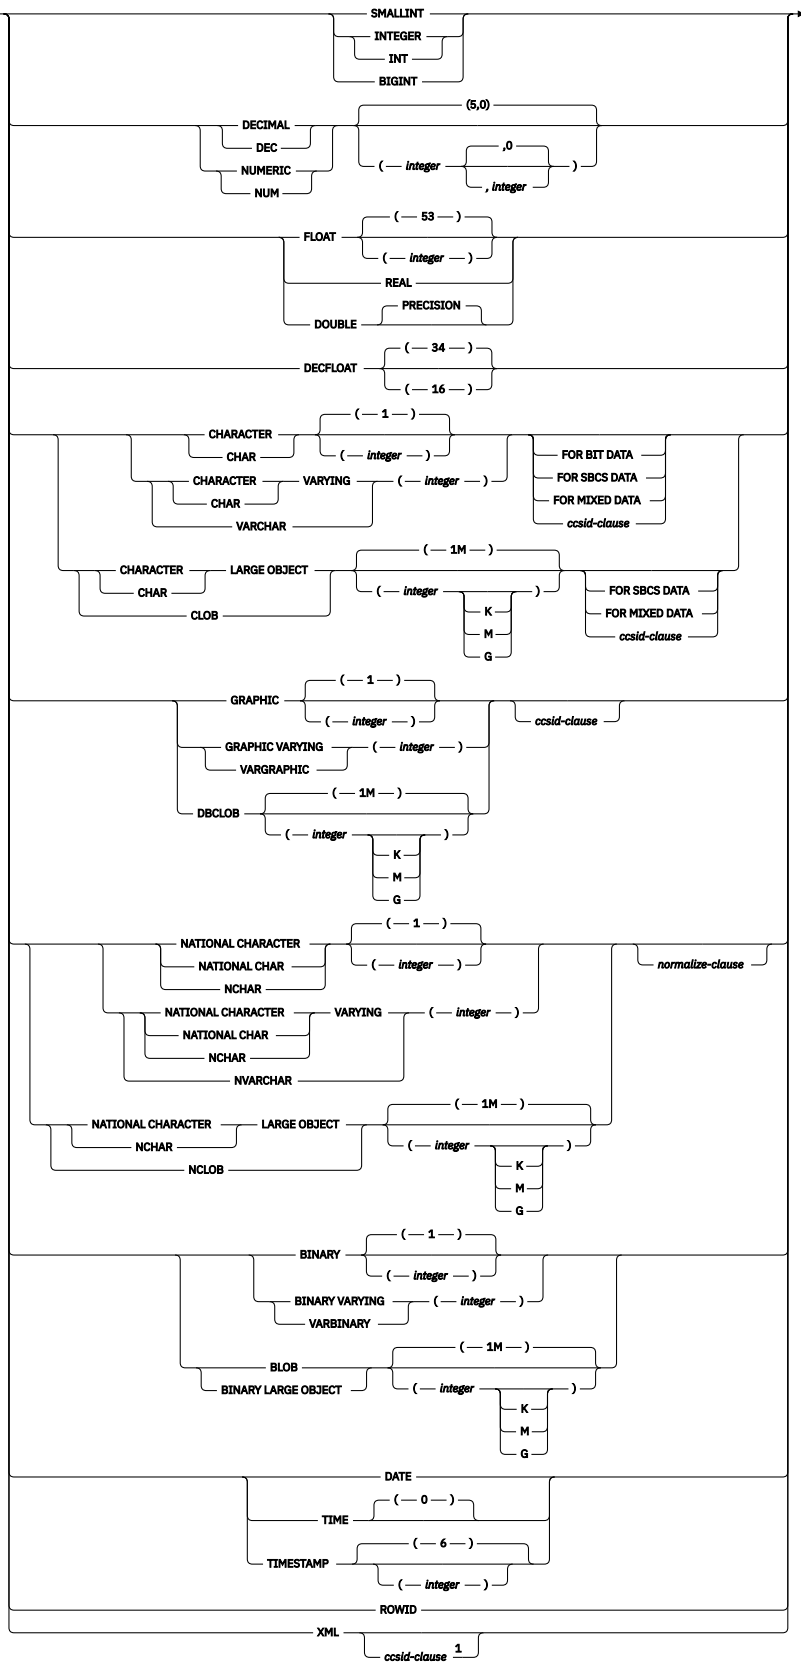 SMALLINT
INTEGER
INT
BIGINT
(5,0)
DECIMAL
DEC
,0
( integer )
NUMERIC
, integer
NUM
( 53 )
FLOAT
( integer )
REAL
PRECISION
DOUBLE
( 34 )
DECFLOAT
( 16 )
( 1 )
CHARACTER
CHAR ( integer ) FOR BIT DATA
CHARACTER VARYING ( integer ) FOR SBCS DATA
CHAR FOR MIXED DATA
VARCHAR ccsid-clause
( 1M )
CHARACTER LARGE OBJECT
CHAR ( integer ) FOR SBCS DATA
CLOB K FOR MIXED DATA
M ccsid-clause
G
( 1 )
GRAPHIC
( integer ) ccsid-clause
GRAPHIC VARYING ( integer )
VARGRAPHIC
( 1M )
DBCLOB
( integer )
K
M
G
( 1 )
NATIONAL CHARACTER
NATIONAL CHAR ( integer ) normalize-clause
NCHAR
NATIONAL CHARACTER VARYING ( integer )
NATIONAL CHAR
NCHAR
NVARCHAR
( 1M )
NATIONAL CHARACTER LARGE OBJECT
NCHAR ( integer )
NCLOB K
M
G
( 1 )
BINARY
( integer )
BINARY VARYING ( integer )
VARBINARY
( 1M )
BLOB
BINARY LARGE OBJECT ( integer )
K
M
G
DATE
( 0 )
TIME
( 6 )
TIMESTAMP
( integer )
ROWID
XML
ccsid-clause 1